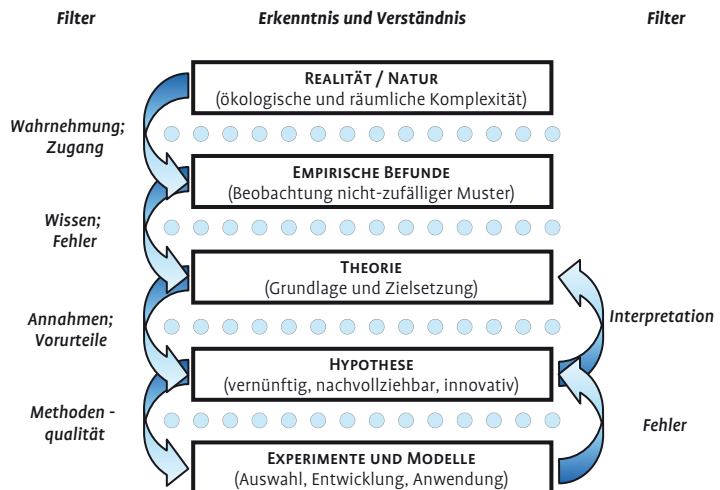 Filter
Erkenntnis und Verständnis
Filter
REALITÄT / NATUR
(ökologische und räumliche Komplexität)
Wahrnehmung;
Zugang
EMPIRISCHE BEFUNDE
(Beobachtung nicht-zufälliger Muster)
Wissen;
Fehler
THEORIE
(Grundlage und Zielsetzung)
Annahmen;
Vorurteile
Interpretation
HYPOTHESE
(vernünftig, nachvollziehbar, innovativ)
Methoden -
qualität
Fehler
EXPERIMENTE UND MODELLE
(Auswahl, Entwicklung, Anwendung)